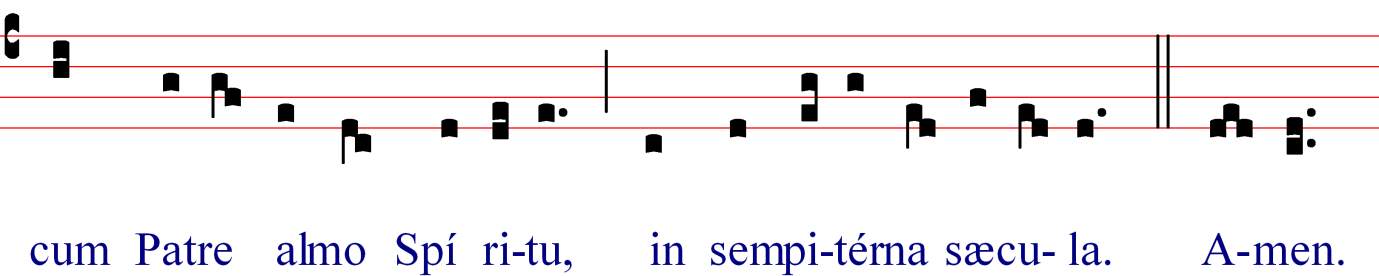 cum Patre almo Spí ri-tu, in sempi-térna sæcu- la. A-men.